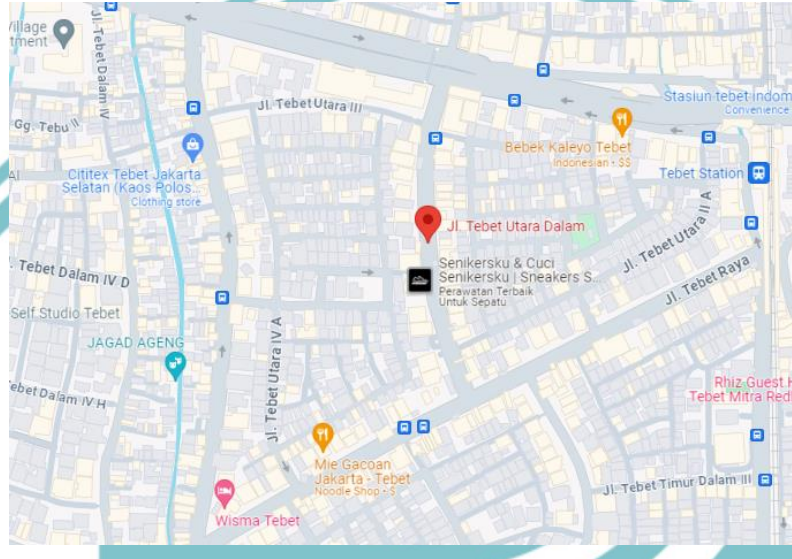 Village
tment
Jl. Tebet Dalam IV
Gg. Tebu II
Jl. Tebet Utara III
Stasiun tebet indom
Convenience
Bebek Kaleyo Tebet
Indonesian • $$
Tebet Station
Cititex Tebet Jakarta
Selatan (Kaos Polos...
Clothing store
Jl. Tebet Utara Dalam
Jl. Tebet Utara II A
. Tebet Dalam IV D
Senikersku & Cuci
Senikersku | Sneakers S...
Perawatan Terbaik
Untuk Sepatu
Jl. Tebet Raya
Self Studio Tebet
JAGAD AGENG
Jl. Tebet Utara IV A
ebet Dalam IV H
Rhiz Guest H
Tebet Mitra Red
Mie Gacoan
Jakarta - Tebet
Noodle Shop • $
Jl. Tebet Timur Dalam III
Wisma Tebet